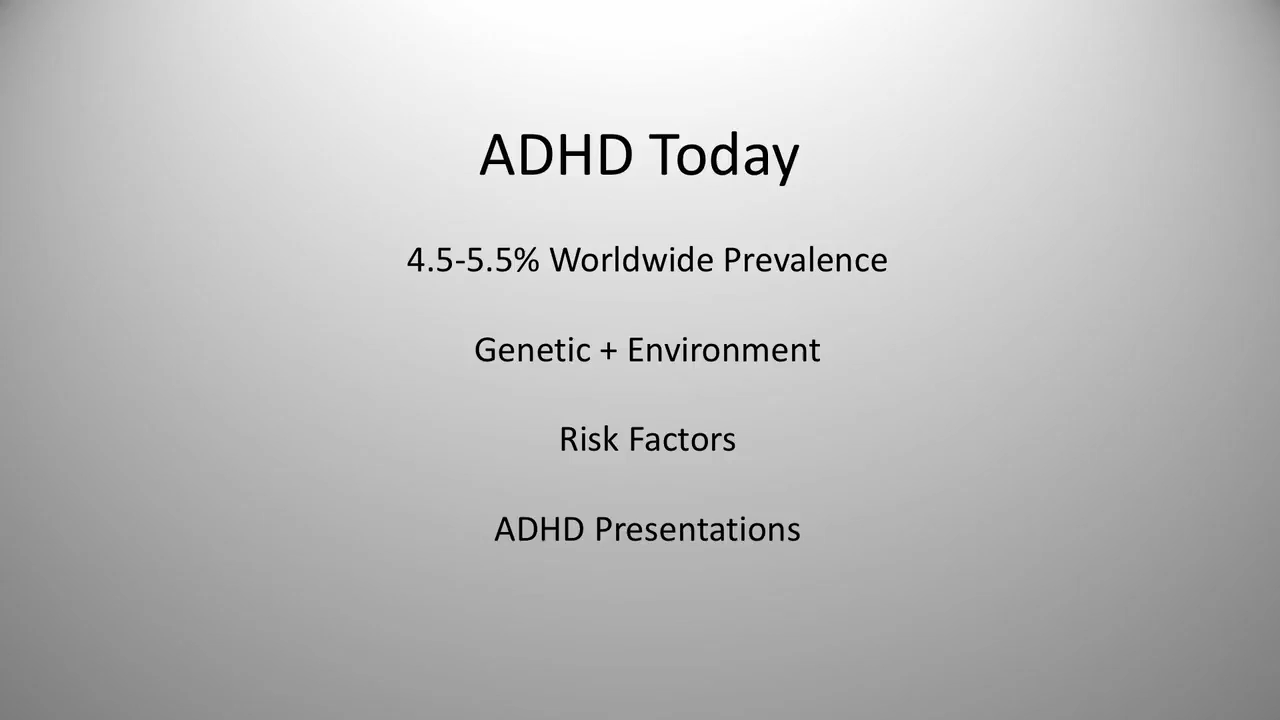 ADHD Today
4.5-5.5% Worldwide Prevalence
Genetic + Environment
Risk Factors
ADHD Presentations